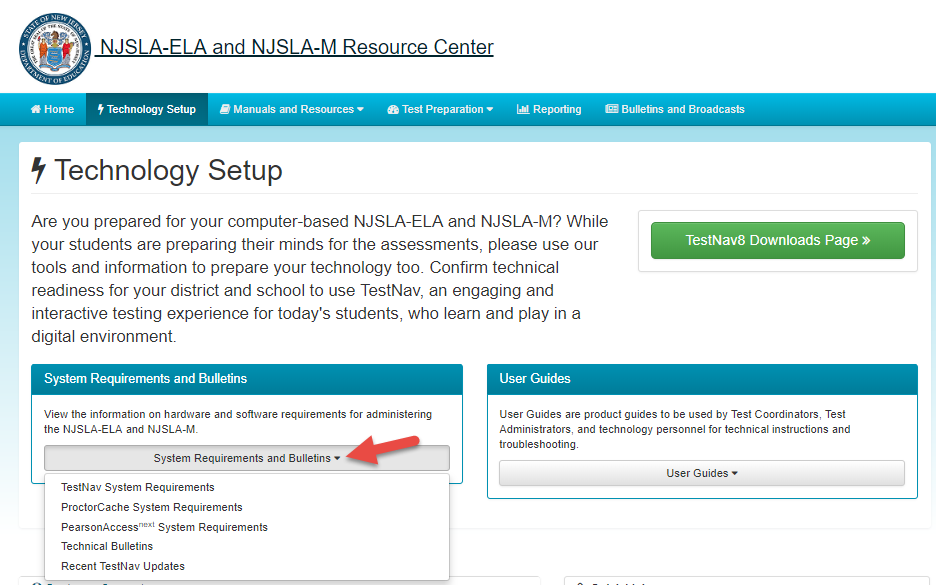 NJSLA-ELA and NJSLA-M Resource Center
Home Technology Setup Manuals and Resources Test Preparation Reporting Bulletins and Broadcasts
Technology Setup
Are you prepared for your computer-based NJSLA-ELA and NJSLA-M? While
your students are preparing their minds for the assessments, please use our
tools and information to prepare your technology too. Confirm technical
readiness for your district and school to use TestNav, an engaging and
interactive testing experience for today's students, who learn and play in a
digital environment.
TestNav8 Downloads Page »
System Requirements and Bulletins
View the information on hardware and software requirements for administering
the NJSLA-ELA and NJSLA-M.
System Requirements and Bulletins
TestNav System Requirements
ProctorCache System Requirements
PearsonAccessnext System Requirements
Technical Bulletins
Recent TestNav Updates
User Guides
User Guides are product guides to be used by Test Coordinators, Test
Administrators, and technology personnel for technical instructions and
troubleshooting.
User Guides